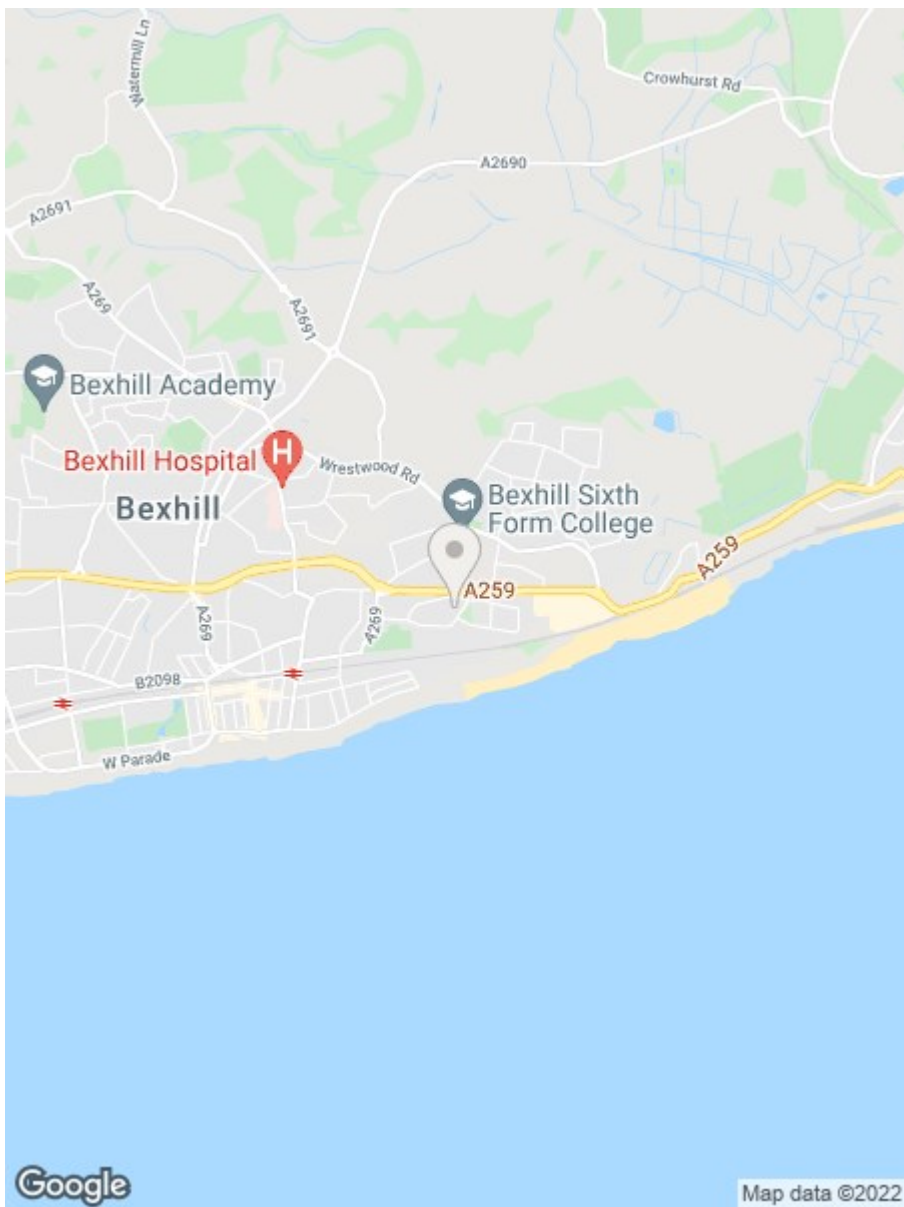 Watermill Ln
Crowhurst Rd
A2690
A2691
A269
A2691
Bexhill Academy
Bexhill Hospital
H
Wrestwood Rd
Bexhill Sixth
Form College
Bexhill
A259
A259
A269
A269
B2098
W Parade
Google
Map data ©2022